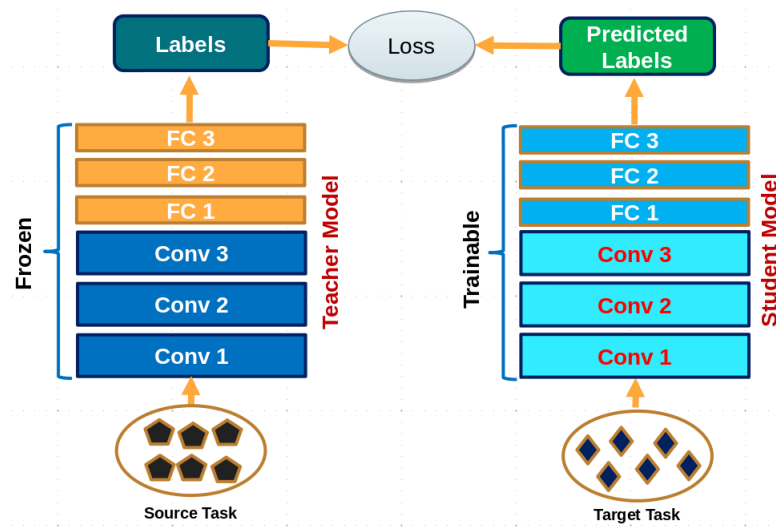 Labels
Loss
Predicted
Labels
Frozen
FC 3
FC 2
FC 1
Conv 3
Conv 2
Conv 1
Teacher Model
Source Task
Trainable
FC 3
FC 2
FC 1
Conv 3
Conv 2
Conv 1
Student Model
Target Task